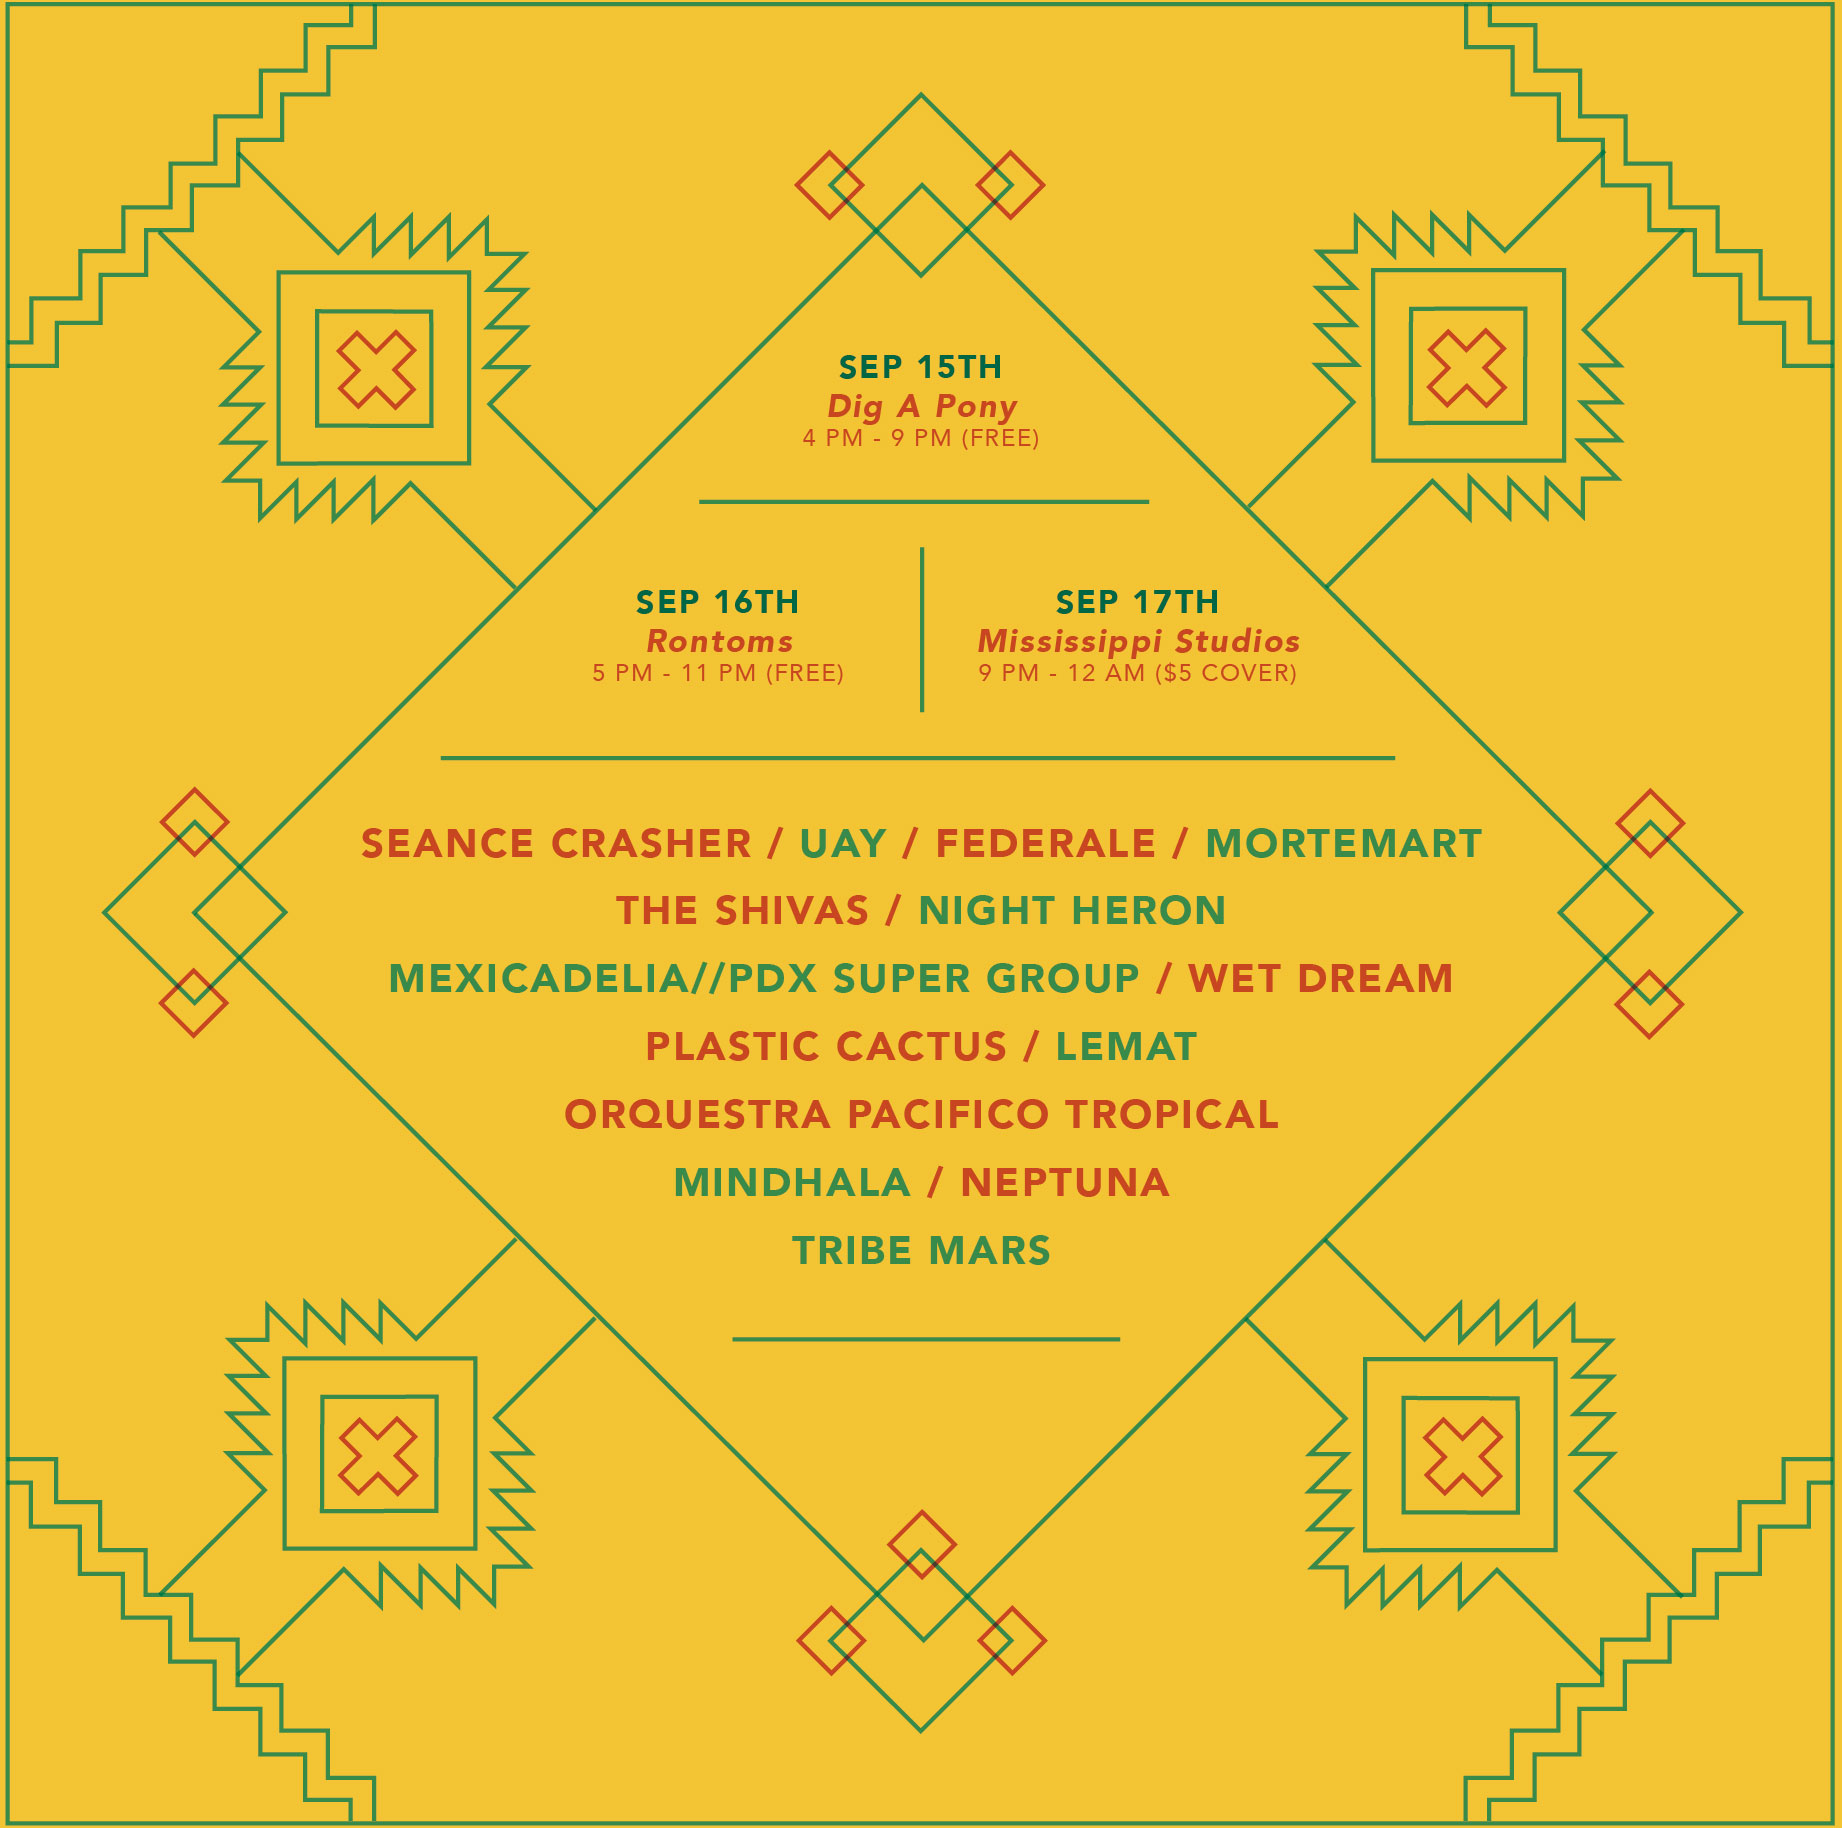 SEP 15TH
Dig A Pony
4 PM - 9 PM (FREE)
SEP 16TH
Rontoms
5 PM - 11 PM (FREE)
SEP 17TH
Mississippi Studios
9 PM - 12 AM ($5 COVER)
SEANCE CRASHER / UAY / FEDERALE / MORTEMART
THE SHIVAS / NIGHT HERON
MEXICADELIA//PDX SUPER GROUP / WET DREAM
PLASTIC CACTUS / LEMAT
ORQUESTRA PACIFICO TROPICAL
MINDHALA / NEPTUNA
TRIBE MARS